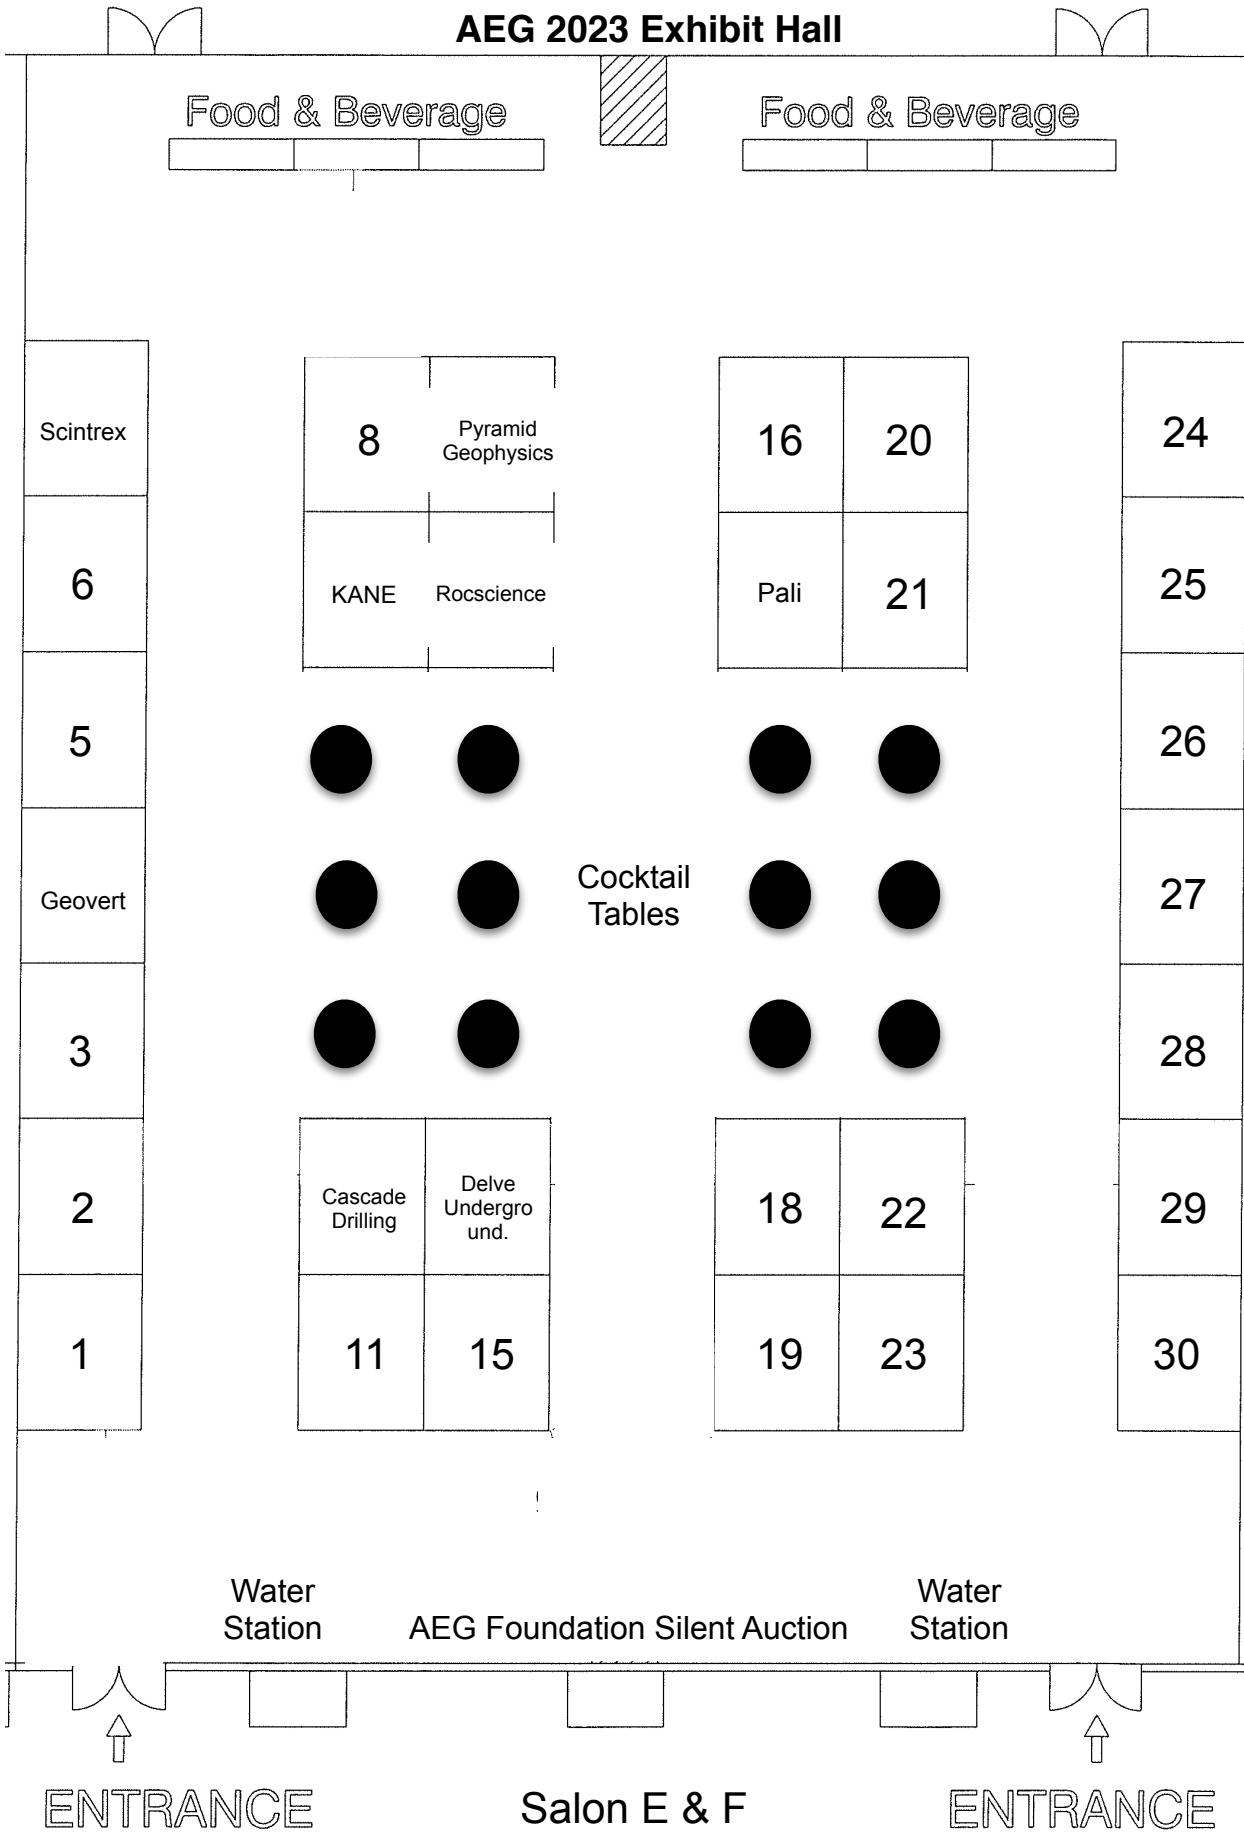 AEG 2023 Exhibit Hall
Food & Beverage
Food & Beverage
Scintrex
8
Pyramid
Geophysics
16
20
24
6
KANE
Rocscience
Pali
21
25
5
26
Geovert
Cocktail
Tables
27
3
28
2
Cascade
Drilling
Delve
Undergro
und.
18
22
29
1
11
15
19
23
30
Water
Station
AEG Foundation Silent Auction
Water
Station
ENTRANCE
Salon E & F
ENTRANCE